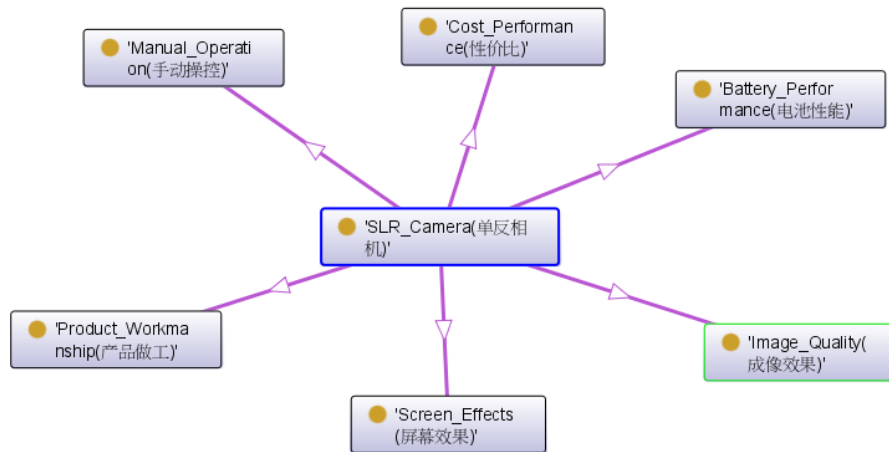 'Manual_Operati
on(手动操控)'
'Cost_Performan
ce(性价比)'
'Battery_Perfor
mance(电池性能)'
'SLR_Camera(单反相
机)'
'Product_Workma
nship(产品做工)'
'Screen_Effects
(屏幕效果)'
'Image_Quality(
成像效果)'